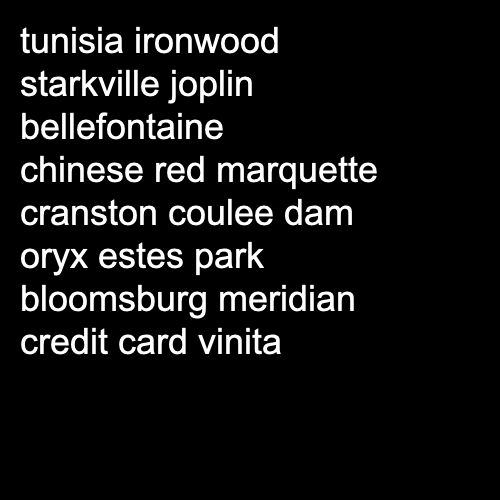 tunisia ironwood
starkville joplin
bellefontaine
chinese red marquette
cranston coulee dam
oryx estes park
bloomsburg meridian
credit card vinita